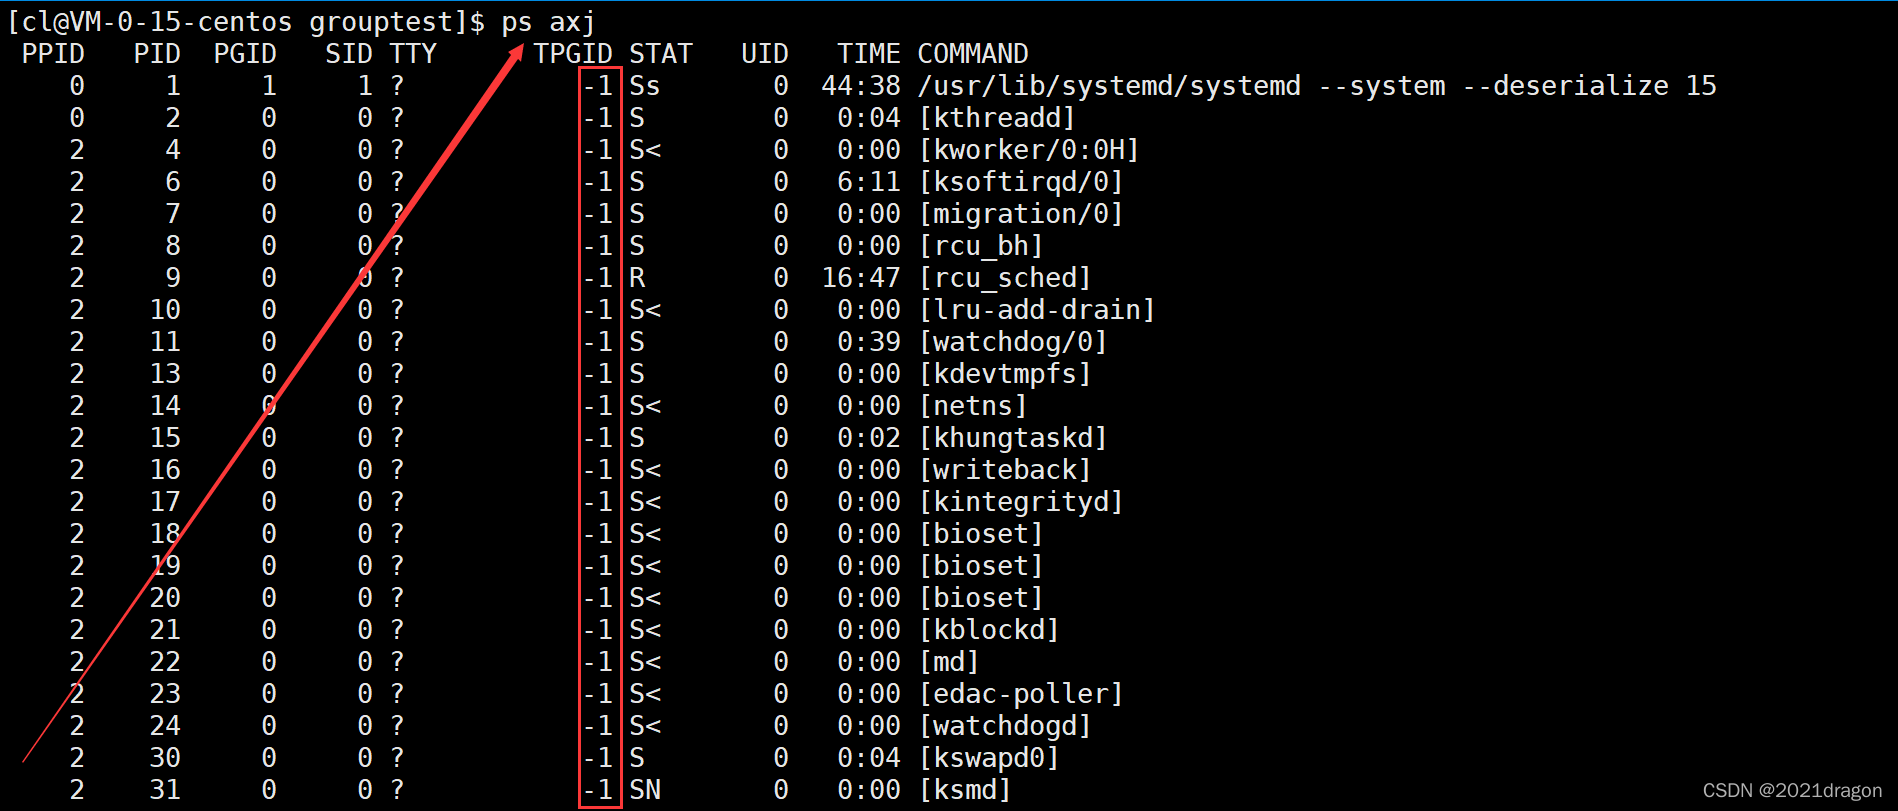 [cl@VM-0-15-centos grouptest]$ ps axj
PPID PID PGID SID TTY TPGID STAT UID TIME COMMAND
0 1 1 1 ? -1 Ss 0 44:38 /usr/lib/systemd/systemd --system --deserialize 15
0 2 0 0 ? -1 S 0 0:04 [kthreadd]
2 4 0 0 ? -1 S< 0 0:00 [kworker/0:0H]
2 6 0 0 ? -1 S 0 6:11 [ksoftirqd/0]
2 7 0 0 ? -1 S 0 0:00 [migration/0]
2 8 0 0 ? -1 S 0 0:00 [rcu_bh]
2 9 0 0 ? -1 R 0 16:47 [rcu_sched]
2 10 0 0 ? -1 S< 0 0:00 [lru-add-drain]
2 11 0 0 ? -1 S 0 0:39 [watchdog/0]
2 13 0 0 ? -1 S 0 0:00 [kdevtmpfs]
2 14 0 0 ? -1 S< 0 0:00 [netns]
2 15 0 0 ? -1 S 0 0:02 [khungtaskd]
2 16 0 0 ? -1 S< 0 0:00 [writeback]
2 17 0 0 ? -1 S< 0 0:00 [kintegrityd]
2 18 0 0 ? -1 S< 0 0:00 [bioset]
2 19 0 0 ? -1 S< 0 0:00 [bioset]
2 20 0 0 ? -1 S< 0 0:00 [bioset]
2 21 0 0 ? -1 S< 0 0:00 [kblockd]
2 22 0 0 ? -1 S< 0 0:00 [md]
2 23 0 0 ? -1 S< 0 0:00 [edac-poller]
2 24 0 0 ? -1 S< 0 0:00 [watchdogd]
2 30 0 0 ? -1 S 0 0:04 [kswapd0]
2 31 0 0 ? -1 SN 0 0:00 [ksmd]
CSDN @2021dragon